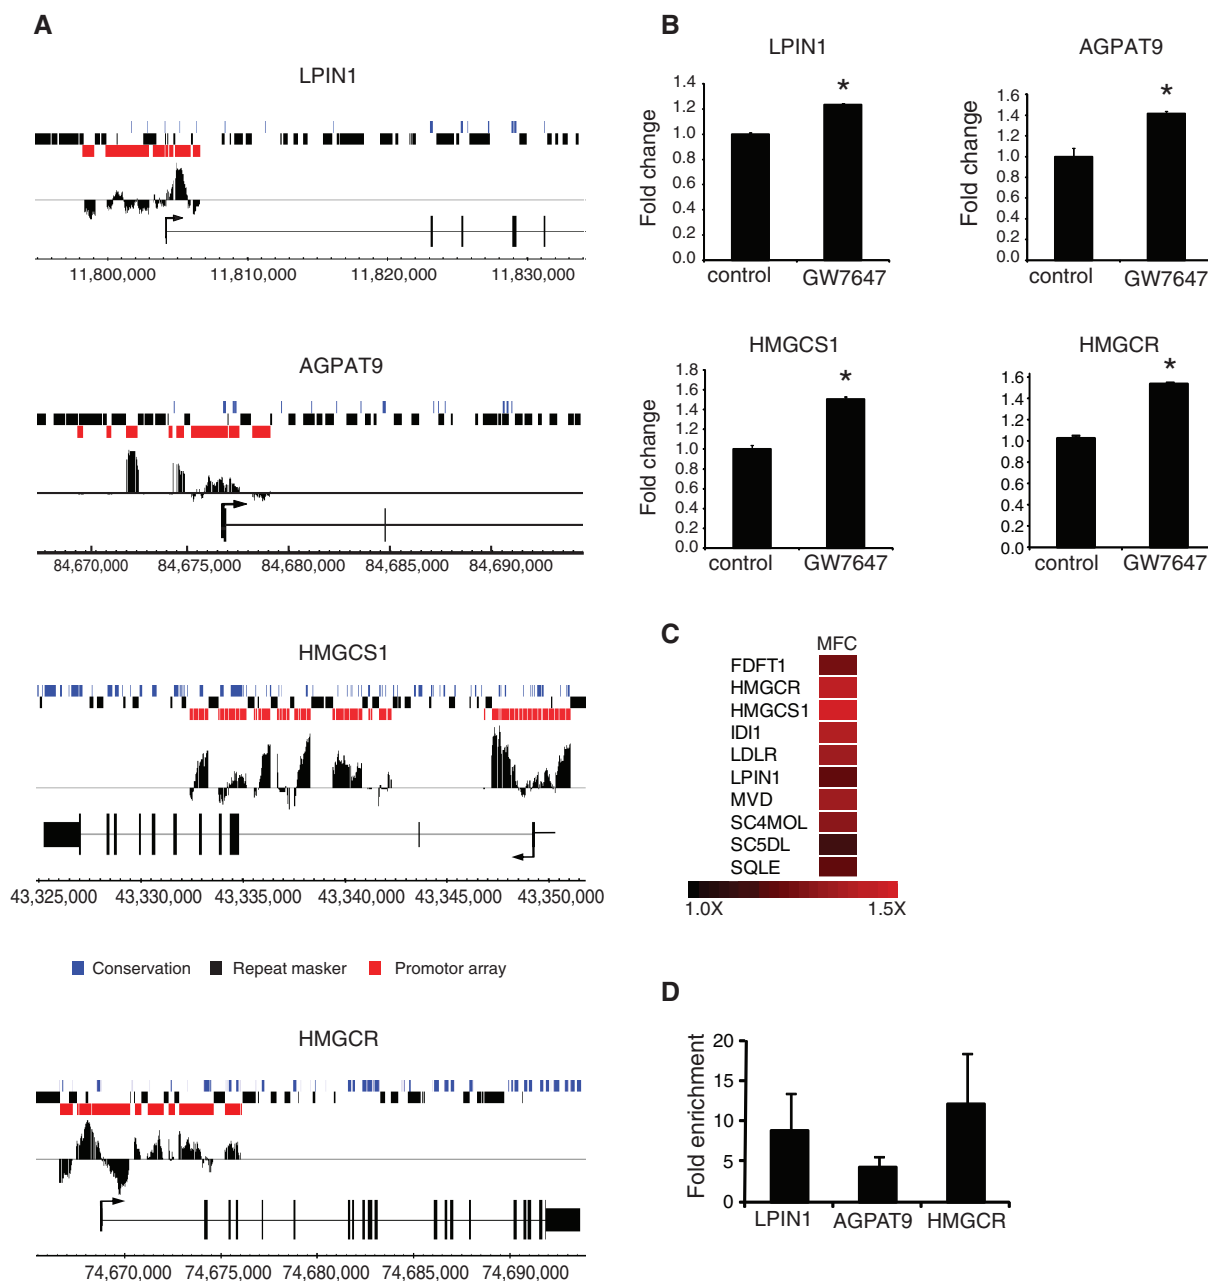 A
LPIN1
11,800,000 11,810,000 11,820,000 11,830,000
AGPAT9
84,670,000 84,675,000 84,680,000 84,685,000 84,690,000
HMGCS1
43,325,000 43,330,000 43,335,000 43,340,000 43,345,000 43,350,000
Conservation Repeat masker Promotor array
HMGCR
74,670,000 74,675,000 74,680,000 74,685,000 74,690,000
B
LPIN1
Fold change
1.4
1.2
1.0
0.8
0.6
0.4
0.2
0.0
*
control GW7647
AGPAT9
Fold change
1.6
1.4
1.2
1.0
0.8
0.6
0.4
0.2
0.0
*
control GW7647
HMGCS1
Fold change
1.8
1.6
1.4
1.2
1.0
0.8
0.6
0.4
0.2
0.0
*
control GW7647
HMGCR
1.6
1.4
1.2
1.0
0.8
0.6
0.4
0.2
0.0
*
control GW7647
C
MFC
FDFT1
HMGCR
HMGCS1
IDI1
LDLR
LPIN1
MVD
SC4MOL
SC5DL
SQLE
1.0X 1.5X
D
Fold enrichment
20
15
10
5
0
LPIN1 AGPAT9 HMGCR